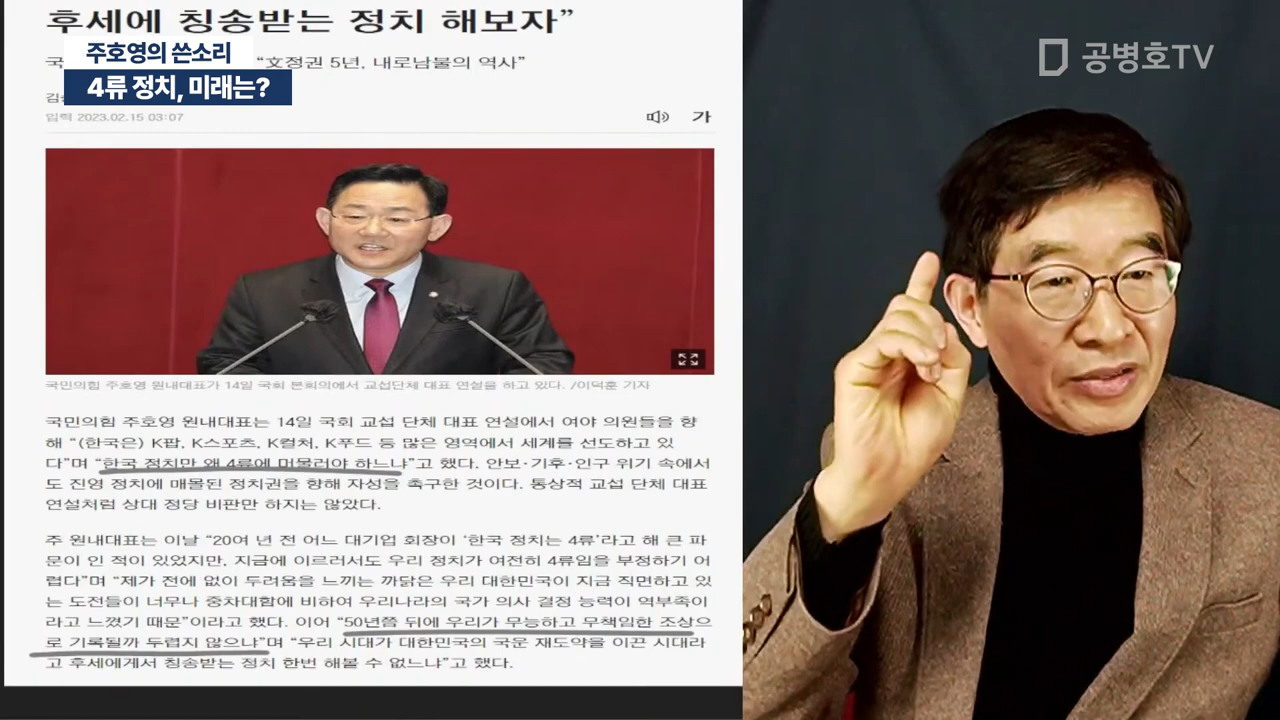 후세에 칭송받는 정치 해보자”
주호영의 쓴소리
국
“文정권 5년, 내로남불의 역사”
4류 정치, 미래는?
입력 2023.02.15 03:07
가
공병호TV
국민의힘 주호영 원내대표가 14일 국회 본회의에서 교섭단체 대표 연설을 하고 있다. /이덕훈 기자
국민의힘 주호영 원내대표는 14일 국회 교섭 단체 대표 연설에서 여야 의원들을 향
해 “(한국은) K팝, K스포츠, K컬처, K푸드 등 많은 영역에서 세계를 선도하고 있
다”며 “한국 정치만 왜 4류에 머물러야 하느냐”고 했다. 안보·기후·인구 위기 속에서
도 진영 정치에 매몰된 정치권을 향해 자성을 촉구한 것이다. 통상적 교섭 단체 대표
연설처럼 상대 정당 비판만 하지는 않았다.
주 원내대표는 이날 “20여 년 전 어느 대기업 회장이 ‘한국 정치는 4류’라고 해 큰 파
문이 인 적이 있었지만, 지금에 이르러서도 우리 정치가 여전히 4류임을 부정하기 어
렵다”며 “제가 전에 없이 두려움을 느끼는 까닭은 우리 대한민국이 지금 직면하고 있
는 도전들이 너무나 중차대함에 비하여 우리나라의 국가 의사 결정 능력이 역부족이
라고 느꼈기 때문”이라고 했다. 이어 “50년쯤 뒤에 우리가 무능하고 무책임한 조상으
로 기록될까 두렵지 않으냐”며 “우리 시대가 대한민국의 국운 재도약을 이끈 시대라
고 후세에게서 칭송받는 정치 한번 해볼 수 없느냐”고 했다.